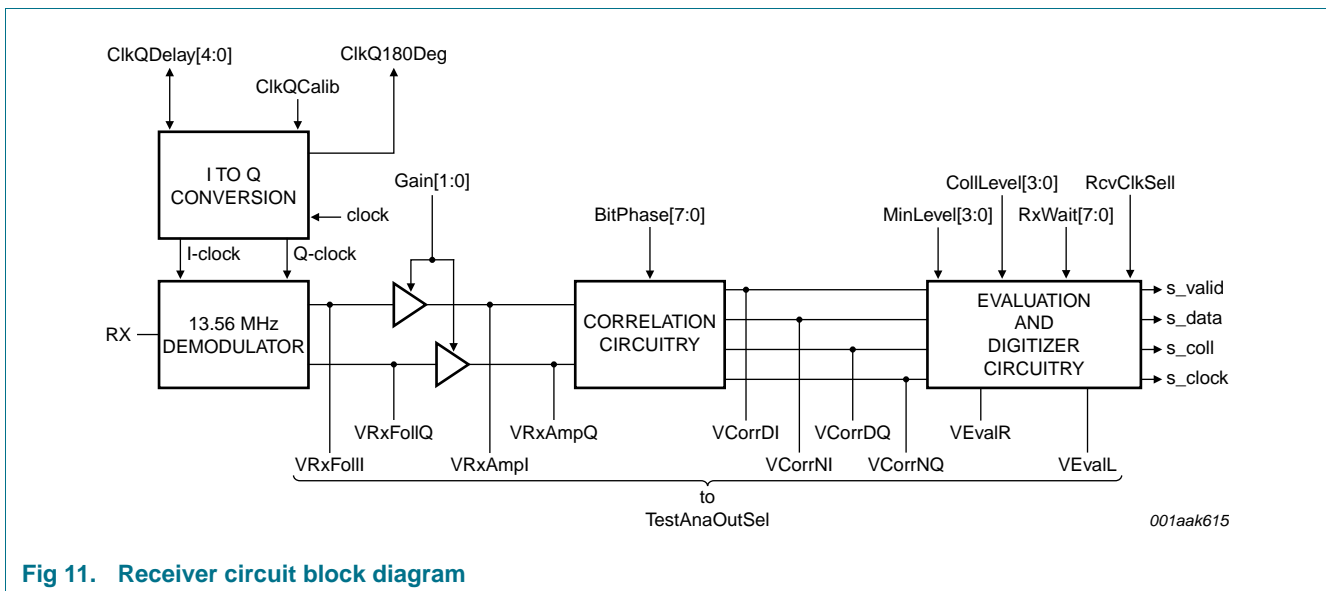 ClkQDelay[4:0]
ClkQ180Deg
ClkQCalib
I TO Q
CONVERSION
clock
I-clock
Q-clock
Gain[1:0]
BitPhase[7:0]
CollLevel[3:0]
RcvClkSell
MinLevel[3:0]
RxWait[7:0]
RX
13.56 MHz
DEMODULATOR
CORRELATION
CIRCUITRY
EVALUATION
AND
DIGITIZER
CIRCUITRY
s_valid
s_data
s_coll
s_clock
VRxFollQ
VRxAmpQ
VCorrDI
VCorrDQ
VEvalR
VRxFollI
VRxAmpI
VCorrNI
VCorrNQ
VEvalL
to
TestAnaOutSel
001aak615
Fig 11. Receiver circuit block diagram